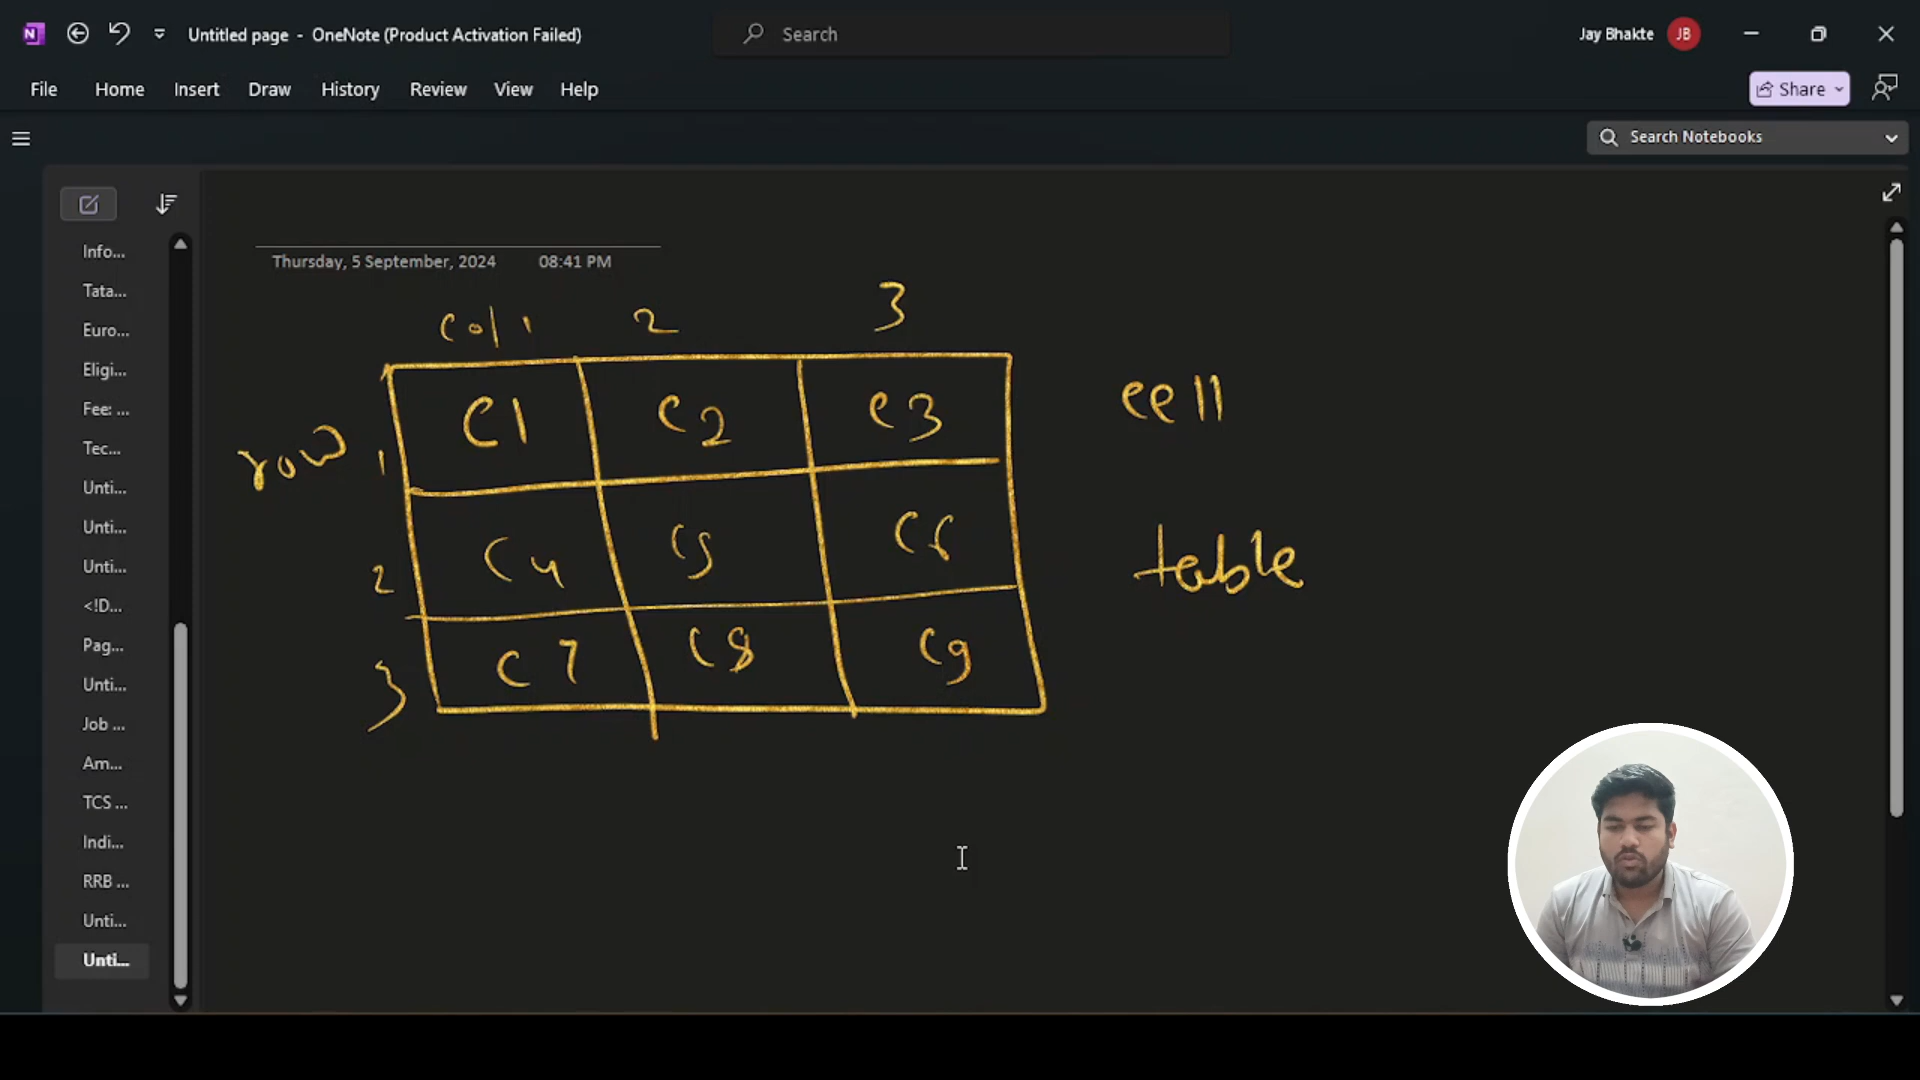 Untitled page - OneNote (Product Activation Failed)
Search
Jay Bhakte
JB
File Home Insert Draw History Review View Help
Share
Search Notebooks
Info...
Tata...
Euro...
Eligi...
Fee: ...
Tec...
Unti...
Unti...
Unti...
<!D...
Pag...
Unti...
Job ...
Am...
TCS ...
Indi...
RRB ...
Unti...
Unti...
Thursday, 5 September, 2024 08:41 PM
col 1 2 3
row 1 C1 C2 C3
2 C4 C5 C6
3 C7 C8 C9
cell
table